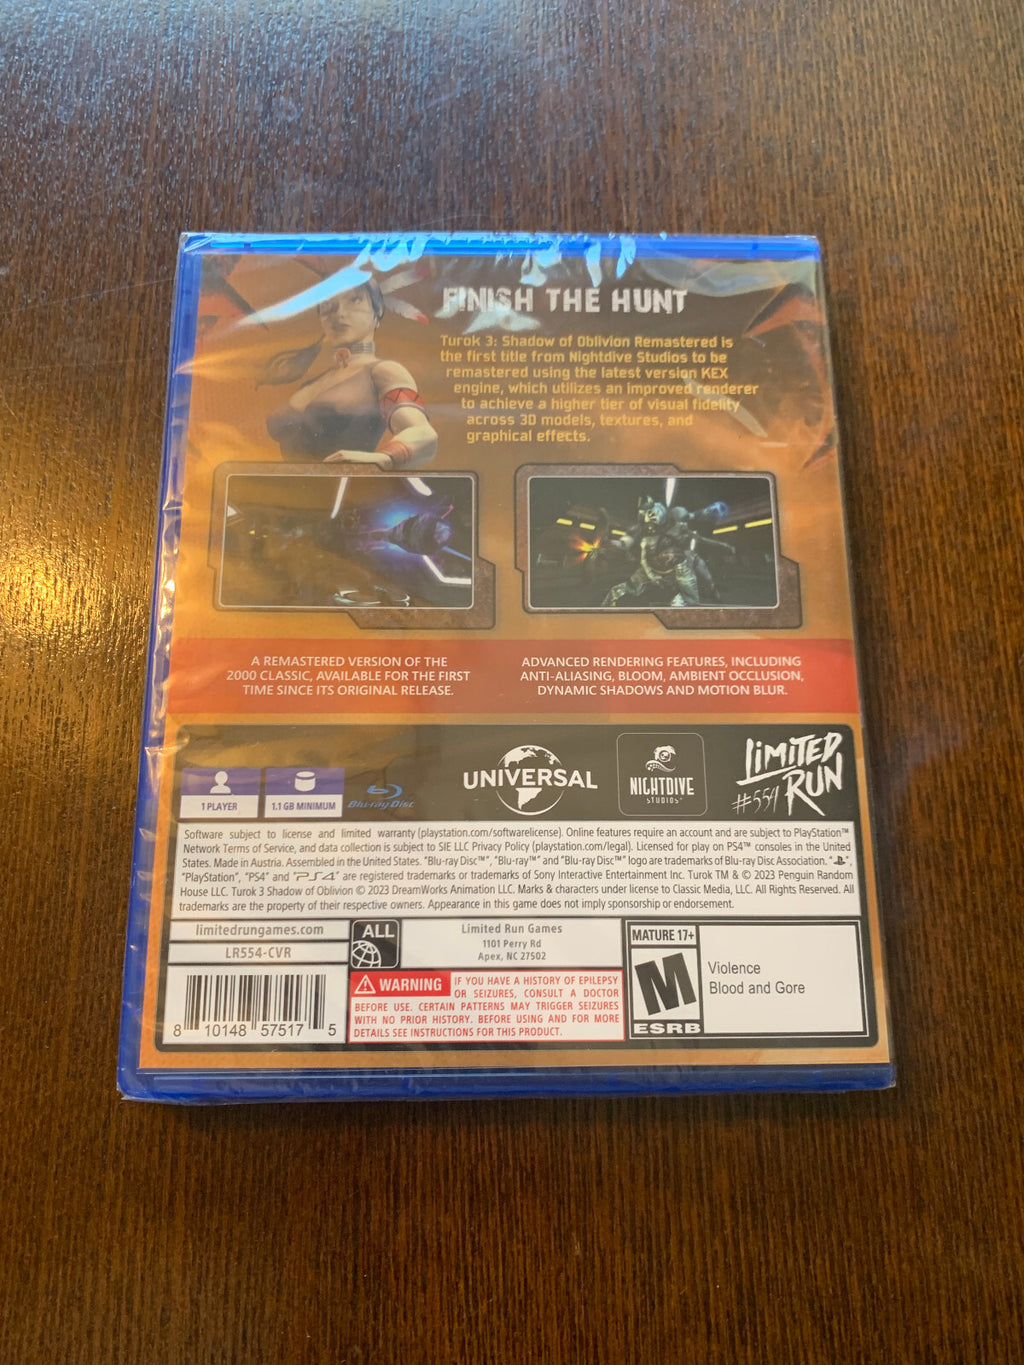 FINISH THE HUNT
Turok 3: Shadow of Oblivion Remastered is
the first title from Nightdive Studios to be
remastered using the latest version KEX
engine, which utilizes an improved renderer
to achieve a higher tier of visual fidelity
across 3D models, textures, and
graphical effects.
A REMASTERED VERSION OF THE
2000 CLASSIC, AVAILABLE FOR THE FIRST
TIME SINCE ITS ORIGINAL RELEASE.
ADVANCED RENDERING FEATURES, INCLUDING
ANTI-ALIASING, BLOOM, AMBIENT OCCLUSION,
DYNAMIC SHADOWS AND MOTION BLUR.
1 PLAYER
1.1 GB MINIMUM
Blu-ray Disc
UNIVERSAL
NIGHTDIVE
STUDIOS
LIMITED
RUN
#554
Software subject to license and limited warranty (playstation.com/softwarelicense). Online features require an account and are subject to PlayStation™
Network Terms of Service, and data collection is subject to SIE LLC Privacy Policy (playstation.com/legal). Licensed for play on PS4™ consoles in the United
States. Made in Austria. Assembled in the United States. "Blu-ray Disc™", "Blu-ray™" and "Blu-ray Disc™" logo are trademarks of Blu-ray Disc Association. "PS",
"PlayStation", "PS4" and "PS4" are registered trademarks or trademarks of Sony Interactive Entertainment Inc. Turok TM & © 2023 Penguin Random
House LLC. Turok 3 Shadow of Oblivion © 2023 DreamWorks Animation LLC. Marks & characters under license to Classic Media, LLC. All Rights Reserved. All
trademarks are the property of their respective owners. Appearance in this game does not imply sponsorship or endorsement.
limitedrungames.com
LR554-CVR
8 10148 57517 5
ALL
Limited Run Games
1101 Perry Rd
Apex, NC 27502
WARNING IF YOU HAVE A HISTORY OF EPILEPSY
OR SEIZURES, CONSULT A DOCTOR
BEFORE USE. CERTAIN PATTERNS MAY TRIGGER SEIZURES
WITH NO PRIOR HISTORY. BEFORE USING AND FOR MORE
DETAILS SEE INSTRUCTIONS FOR THIS PRODUCT.
MATURE 17+
M
ESRB
Violence
Blood and Gore